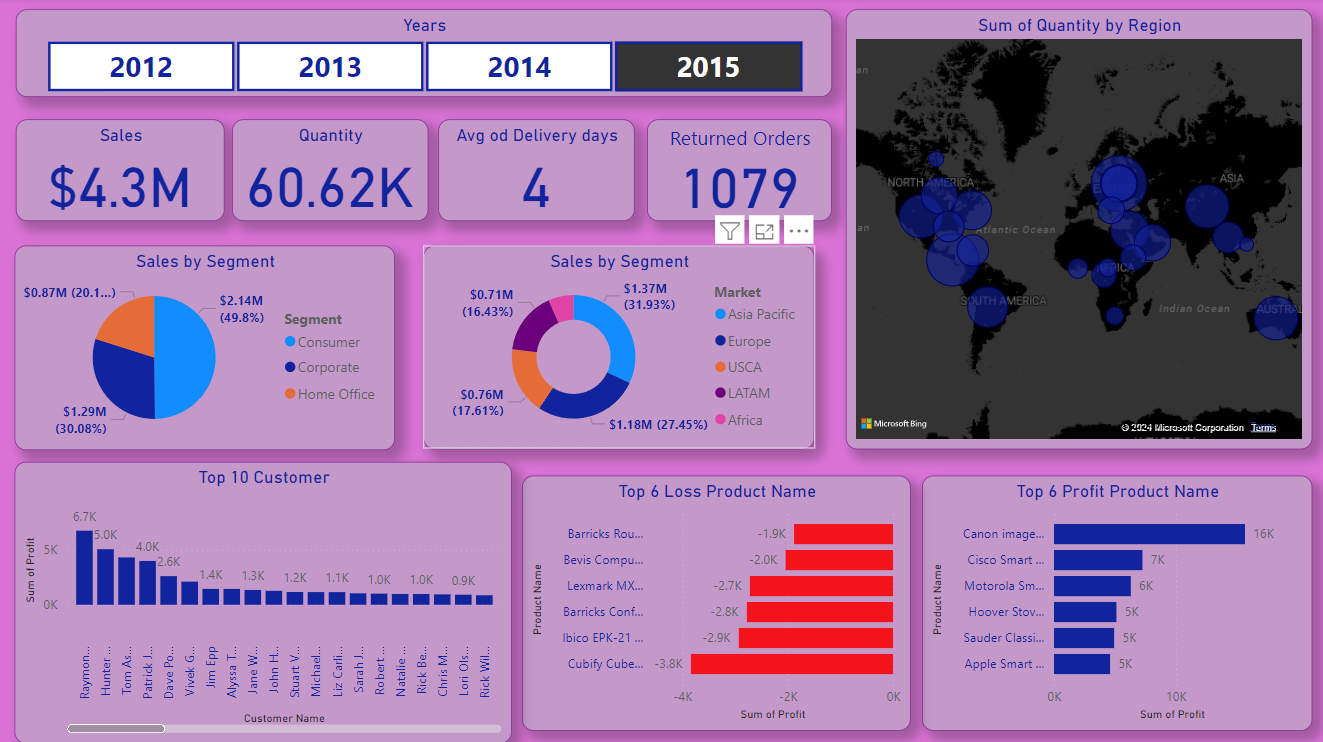 Years
2012 2013 2014 2015
Sales
$4.3M
Quantity
60.62K
Avg od Delivery days
4
Returned Orders
1079
Sum of Quantity by Region
NORTH AMERICA
ASIA
Atlantic Ocean
AFRICA
SOUTH AMERICA
Indian Ocean
AUSTRAL
Microsoft Bing
© 2024 Microsoft Corporation Terms
Sales by Segment
$0.87M (20.1...)
$2.14M
(49.8%)
$1.29M
(30.08%)
Segment
Consumer
Corporate
Home Office
Sales by Segment
$0.71M
(16.43%)
$1.37M
(31.93%)
$0.76M
(17.61%)
$1.18M (27.45%)
Market
Asia Pacific
Europe
USCA
LATAM
Africa
Top 10 Customer
Sum of Profit
5K
0K
6.7K
5.0K
4.0K
2.6K
1.4K
1.3K
1.2K
1.1K
1.0K
1.0K
0.9K
Raymon...
Hunter ...
Tom As...
Patrick J...
Dave Po...
Vivek G...
Jim Epp
Alyssa T...
Jane W...
John H...
Stuart V...
Michael...
Liz Carli...
Sarah J...
Robert ...
Natalie ...
Rick Be...
Chris M...
Lori Ols...
Rick Wil...
Customer Name
Top 6 Loss Product Name
Product Name
Barricks Rou... -1.9K
Bevis Compu... -2.0K
Lexmark MX... -2.7K
Barricks Conf... -2.8K
Ibico EPK-21 ... -2.9K
Cubify Cube... -3.8K
-4K -2K 0K
Sum of Profit
Top 6 Profit Product Name
Product Name
Canon image... 16K
Cisco Smart ... 7K
Motorola Sm... 6K
Hoover Stov... 5K
Sauder Classi... 5K
Apple Smart ... 5K
0K 10K
Sum of Profit